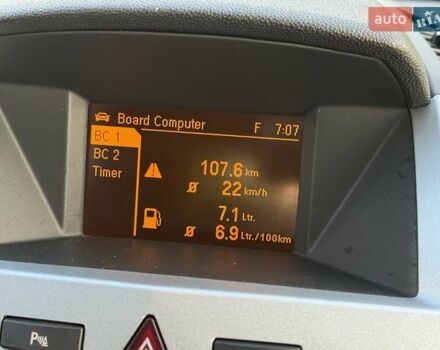 auto RIA
Board Computer F 7:07
BC 1
BC 2
Timer
107.6 km
Ø 22 km/h
7.1 Ltr.
Ø 6.9 Ltr./100km
P